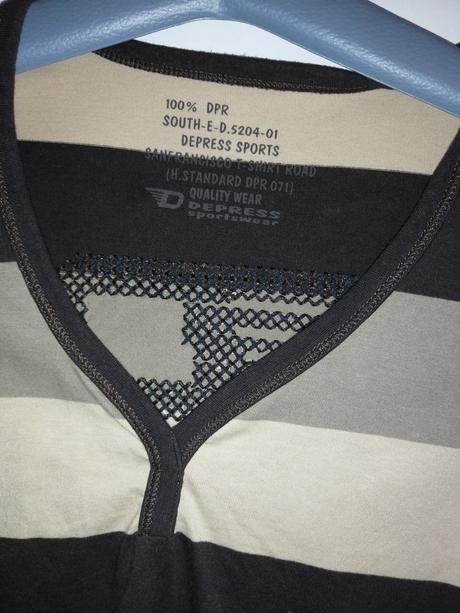 100% DPR
SOUTH-E-D.5204-01
DEPRESS SPORTS
SANFRANCISCO T-SHIRT ROAD
(H.STANDARD DPR 071)
QUALITY WEAR
DEPRESS
sportswear